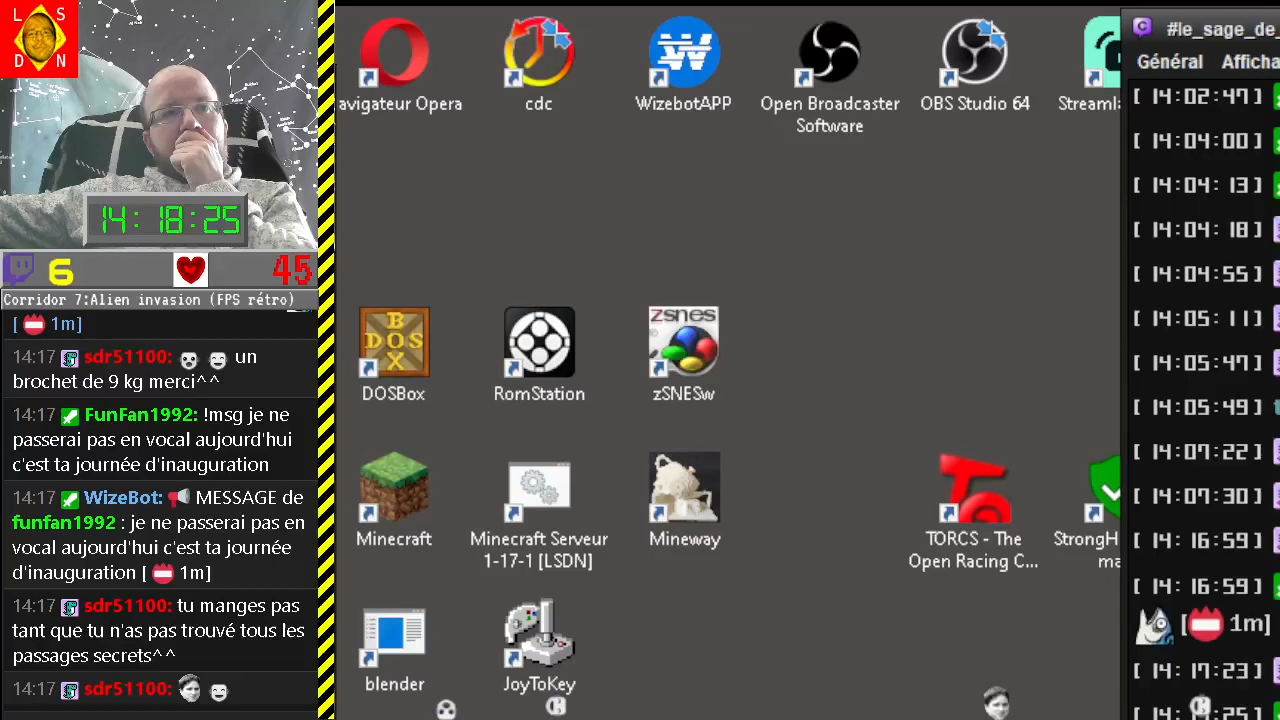 L S
D N
14:18:25
6 45
Corridor 7:Alien invasion (FPS rétro)
[ 1m]
14:17 sdr51100: un
brochet de 9 kg merci^^
14:17 FunFan1992: !msg je ne
passerai pas en vocal aujourd'hui
c'est ta journée d'inauguration
14:17 WizeBot: MESSAGE de
funfan1992 : je ne passerai pas en
vocal aujourd'hui c'est ta journée
d'inauguration [ 1m]
14:17 sdr51100: tu manges pas
tant que tu n'as pas trouvé tous les
passages secrets^^
14:17 sdr51100:
avigateur Opera
cdc
WizebotAPP
Open Broadcaster
Software
OBS Studio 64
Streaml
BOX
DOS
DOSBox
RomStation
zsnes
zSNESw
Minecraft
Minecraft Serveur
1-17-1 [LSDN]
Mineway
TORCS - The
Open Racing C...
StrongH
ma
blender
JoyToKey
#le_sage_de_
Général Afficha
[ 14:02:47]
[ 14:04:00]
[ 14:04:13]
[ 14:04:18]
[ 14:04:55]
[ 14:05:11]
[ 14:05:47]
[ 14:05:49]
[ 14:07:22]
[ 14:07:30]
[ 14:16:59]
[ 14:16:59]
[ 1m]
[ 14:17:23]